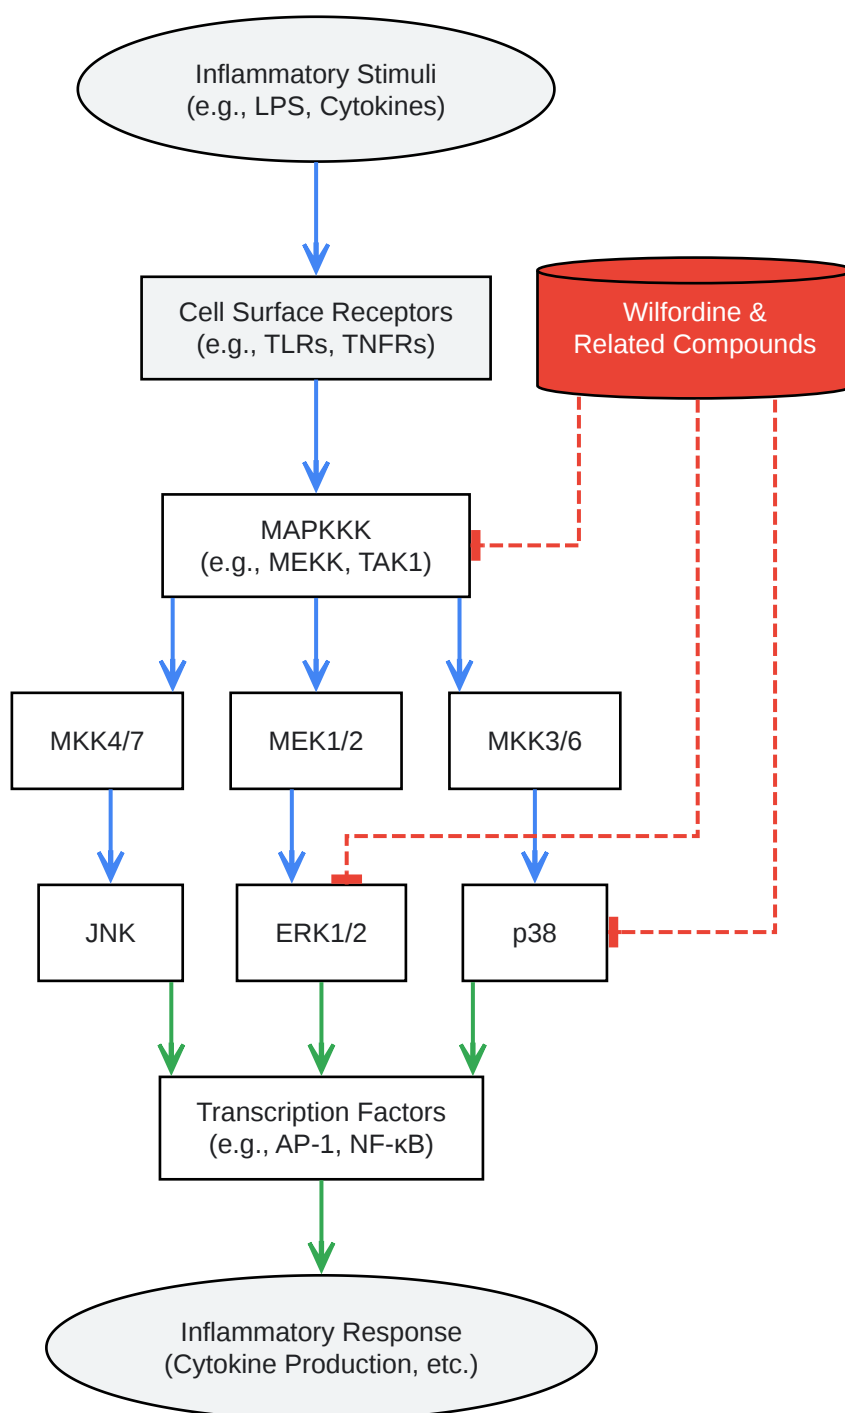 Inflammatory Stimuli
(e.g., LPS, Cytokines)
Cell Surface Receptors
(e.g., TLRs, TNFRs)
Wilfordine &
Related Compounds
MAPKKK
(e.g., MEKK, TAK1)
MKK4/7
MEK1/2
MKK3/6
JNK
ERK1/2
p38
Transcription Factors
(e.g., AP-1, NF-κB)
Inflammatory Response
(Cytokine Production, etc.)